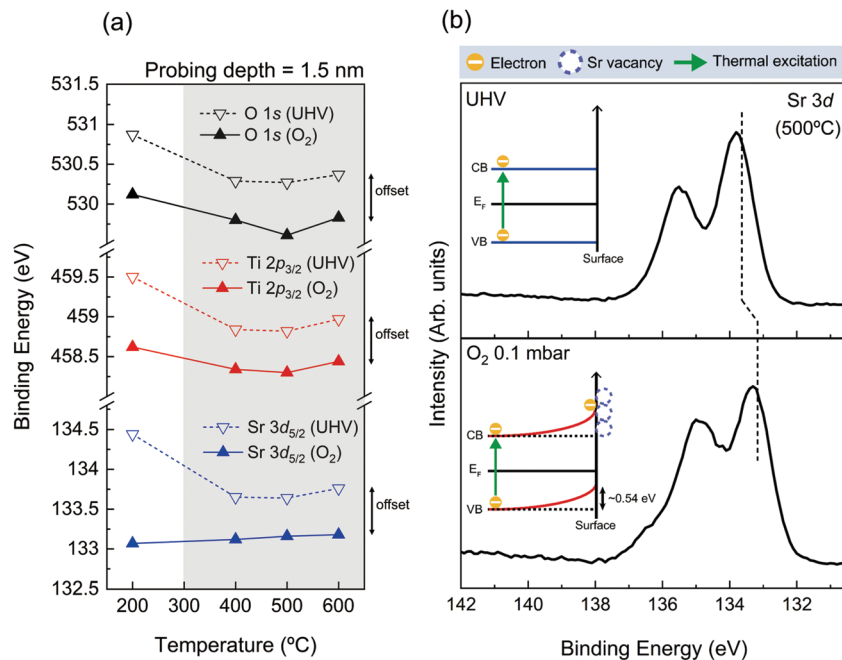 (a)
Probing depth = 1.5 nm
Binding Energy (eV)
531.5
531
530.5
530
459.5
459
458.5
134.5
134
133.5
133
132.5
O 1s (UHV)
O 1s (O₂)
offset
Ti 2p₃/₂ (UHV)
Ti 2p₃/₂ (O₂)
offset
Sr 3d₅/₂ (UHV)
Sr 3d₅/₂ (O₂)
offset
200 300 400 500 600
Temperature (ºC)
(b)
Electron Sr vacancy Thermal excitation
UHV
Sr 3d
(500ºC)
CB
E_F
VB
Surface
Intensity (Arb. units)
O₂ 0.1 mbar
CB
E_F
VB
~0.54 eV
Surface
142 140 138 136 134 132
Binding Energy (eV)